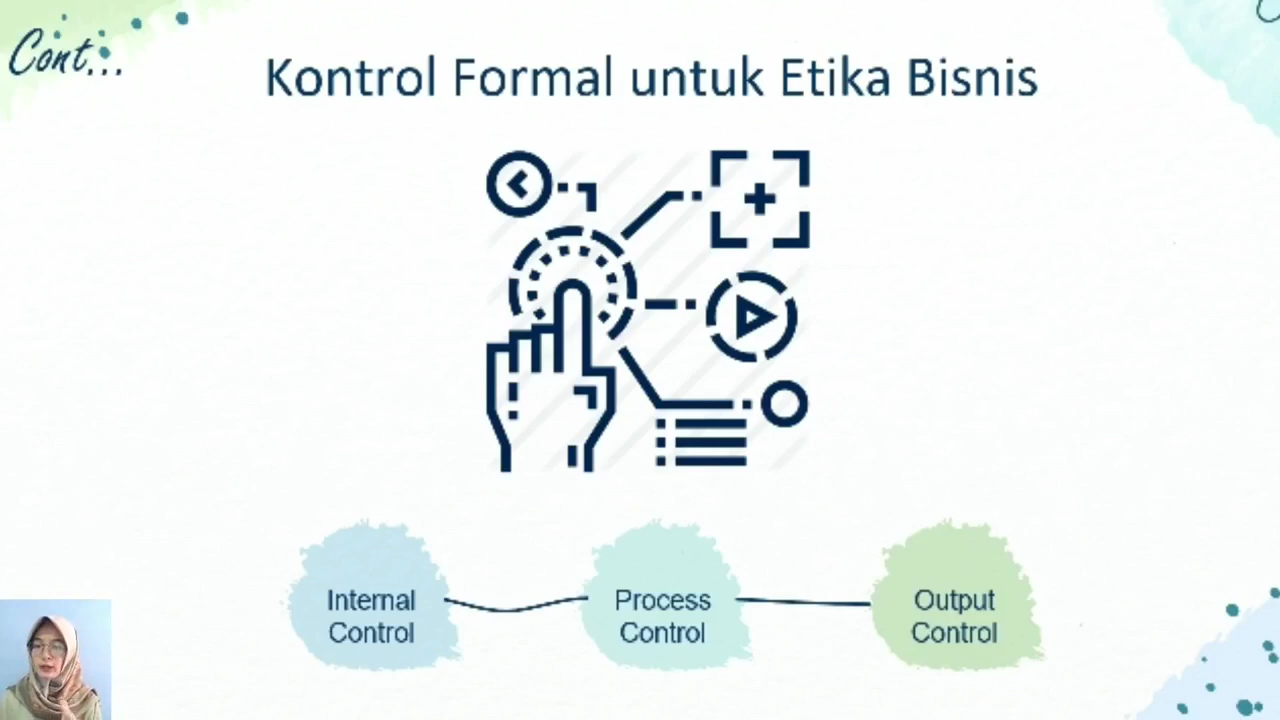 Cont...
Kontrol Formal untuk Etika Bisnis
Internal
Control
Process
Control
Output
Control